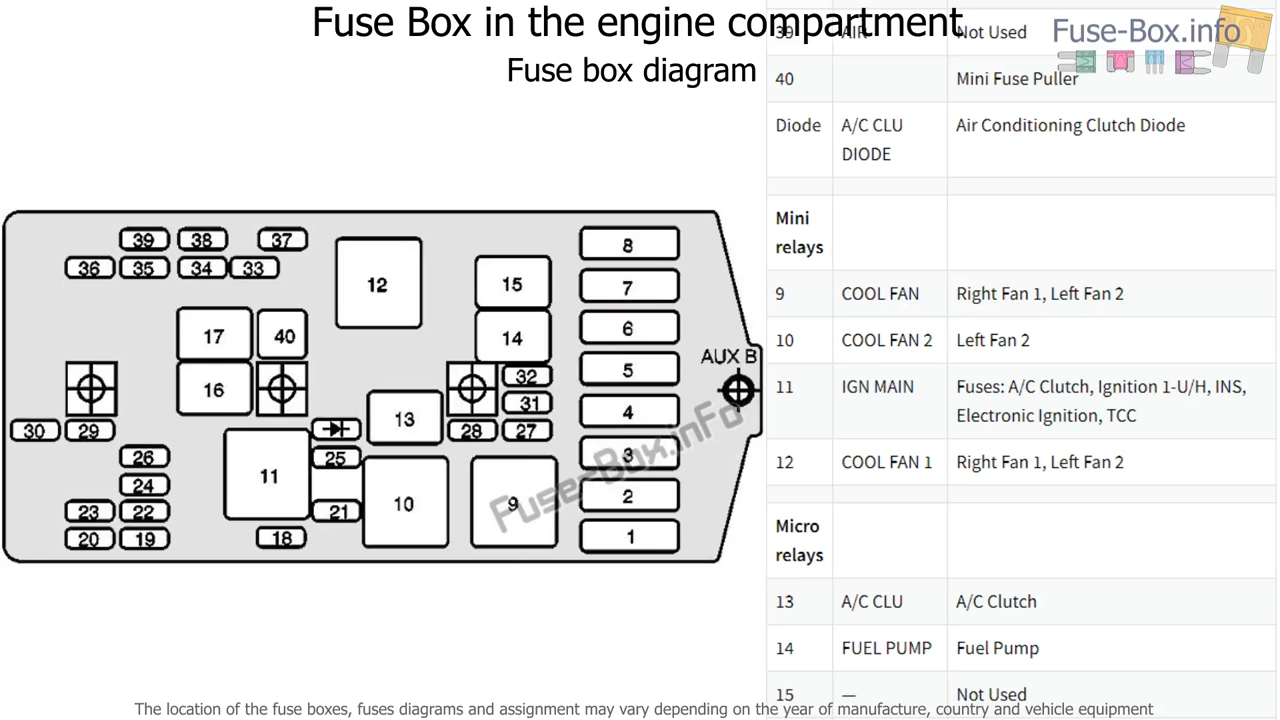 Fuse Box in the engine compartment
Fuse box diagram
Fuse-Box.info
39 AIR Not Used
40 Mini Fuse Puller
Diode A/C CLU Air Conditioning Clutch Diode
DIODE
Mini
relays
9 COOL FAN Right Fan 1, Left Fan 2
10 COOL FAN 2 Left Fan 2
11 IGN MAIN Fuses: A/C Clutch, Ignition 1-U/H, INS,
Electronic Ignition, TCC
12 COOL FAN 1 Right Fan 1, Left Fan 2
Micro
relays
13 A/C CLU A/C Clutch
14 FUEL PUMP Fuel Pump
15 — Not Used
39 38 37
36 35 34 33
12
8
15
7
17 40
14
6
AUX B
5
16
32
31
4
13
30 29
28 27
26
25
3
11
24
10
9
2
23 22
21
20 19
18
1
Fuse-Box.inFo
The location of the fuse boxes, fuses diagrams and assignment may vary depending on the year of manufacture, country and vehicle equipment